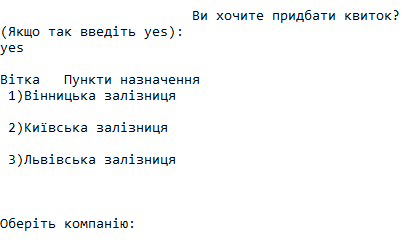 Ви хочите придбати квиток?
(Якщо так введіть yes):
yes
Вітка Пункти назначення
1)Вінницька залізниця
2)Київська залізниця
3)Львівська залізниця
Оберіть компанію: